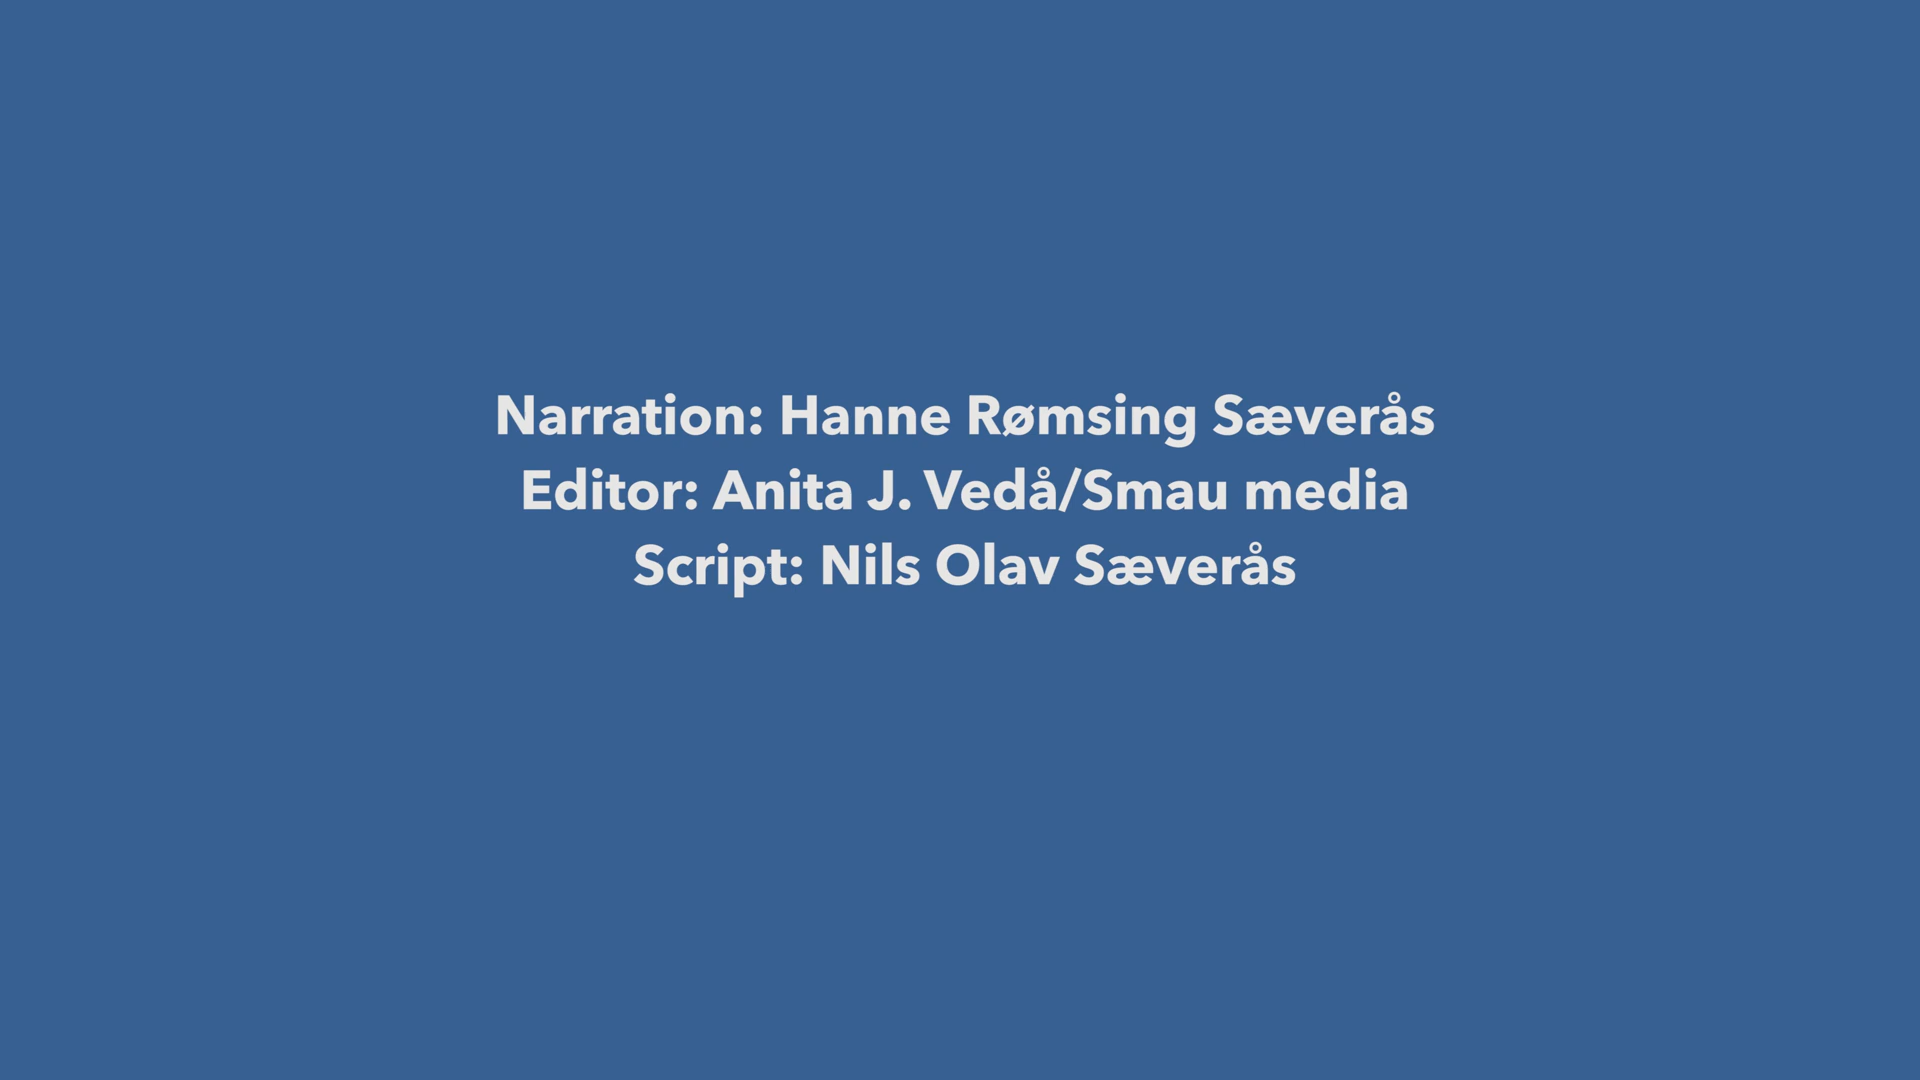 Narration: Hanne Rømsing Sæverås
Editor: Anita J. Vedå/Smau media
Script: Nils Olav Sæverås